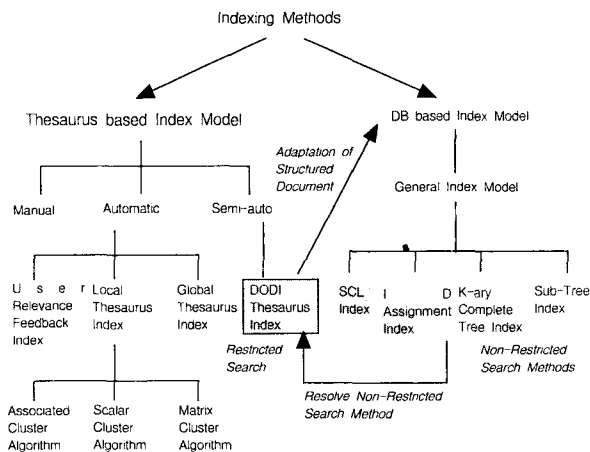 Indexing Methods
Thesaurus based Index Model
DB based Index Model
Adaptation of
Structured
Document
General Index Model
Manual
Automatic
Semi-auto
U s e r
Relevance
Feedback
Index
Local
Thesaurus
Index
Global
Thesaurus
Index
DODI
Thesaurus
Index
SCL
Index
I D
Assignment
Index
K-ary
Complete
Tree Index
Sub-Tree
Index
Restricted
Search
Non-Restricted
Search Methods
Resolve Non-Restricted
Search Method
Associated
Cluster
Algorithm
Scalar
Cluster
Algorithm
Matrix
Cluster
Algorithm